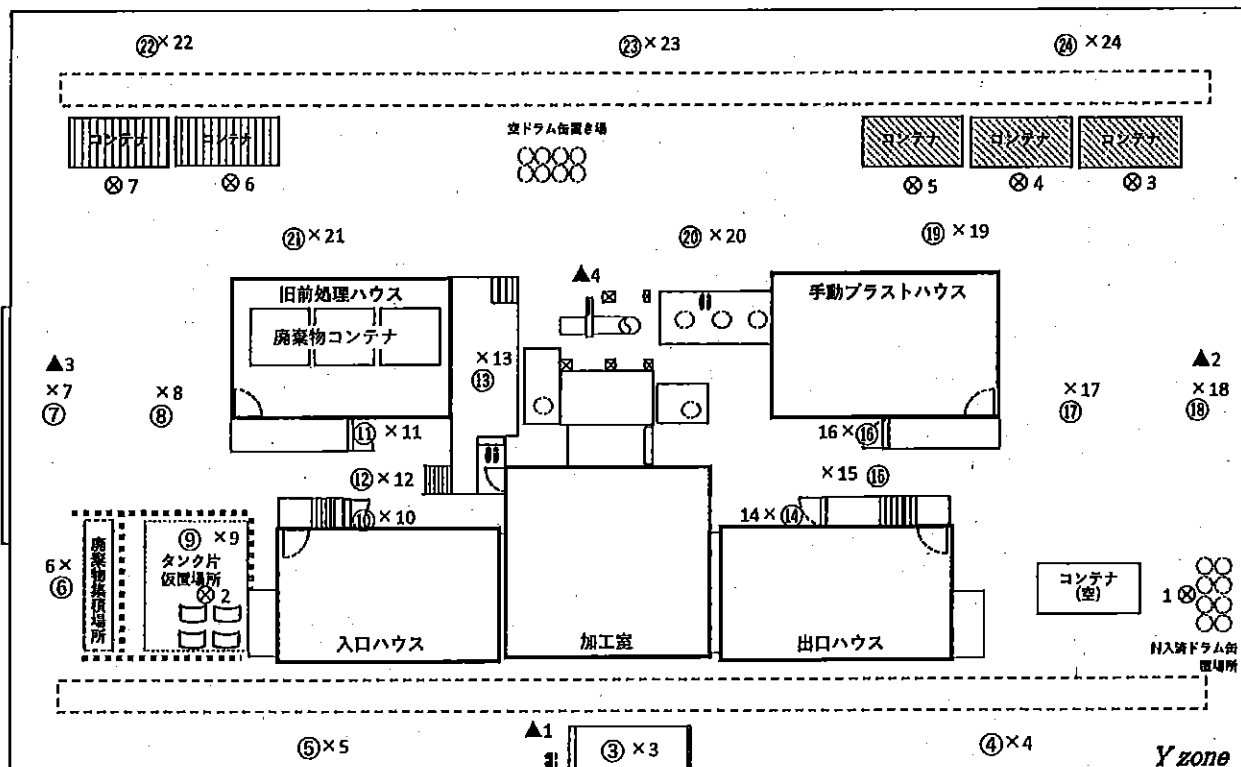 ㉒×22
㉓×23
㉔×24
コンテナ
コンテナ
空ドラム缶置き場
コンテナ
コンテナ
コンテナ
⊗7
⊗6
⊗5
⊗4
⊗3
㉑×21
⑳×20
⑲×19
▲4
旧前処理ハウス
廃棄物コンテナ
手動ブラストハウス
×13
⑬
▲3
×7
⑦
×8
⑧
▲2
×17
⑰
×18
⑱
⑪×11
16×⑯
⑫×12
×15 ⑮
⑩×10
14×⑭
⑨ ×9
タンク片
仮置場所
⊗2
6×
⑥
廃棄物集積場所
コンテナ
(空)
1⊗
入口ハウス
加工室
出口ハウス
封入済ドラム缶
置場所
▲1
⑤×5
③×3
④×4
Y zone